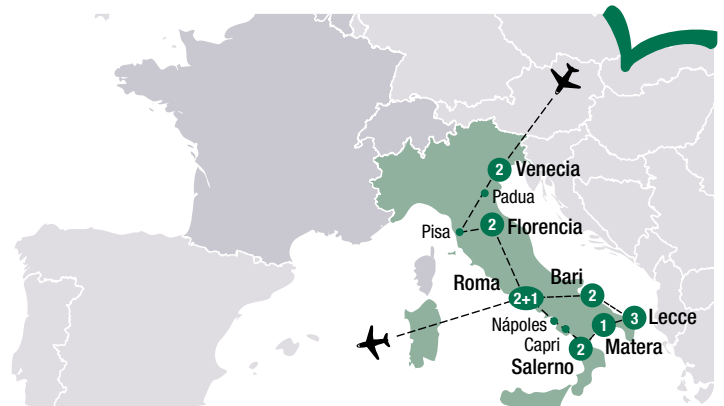 2 Venecia
Padua
Pisa
2 Florencia
Roma
2+1
Bari
2
Nápoles
Capri
3 Lecce
1
Matera
2
Salerno